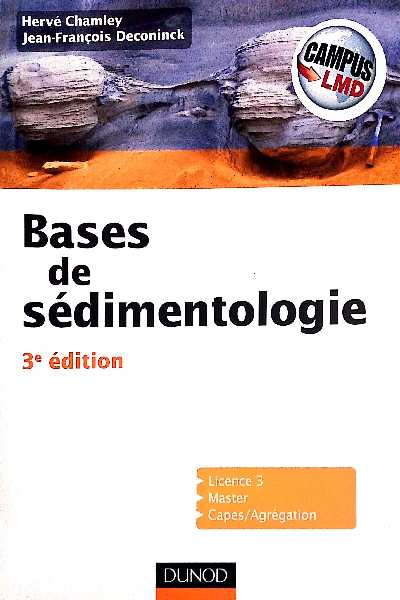 Hervé Chamley
Jean-François Deconinck
CAMPUS
LMD
Bases
de
sédimentologie
3e édition
Licence 3
Master
Capes/Agrégation
DUNOD